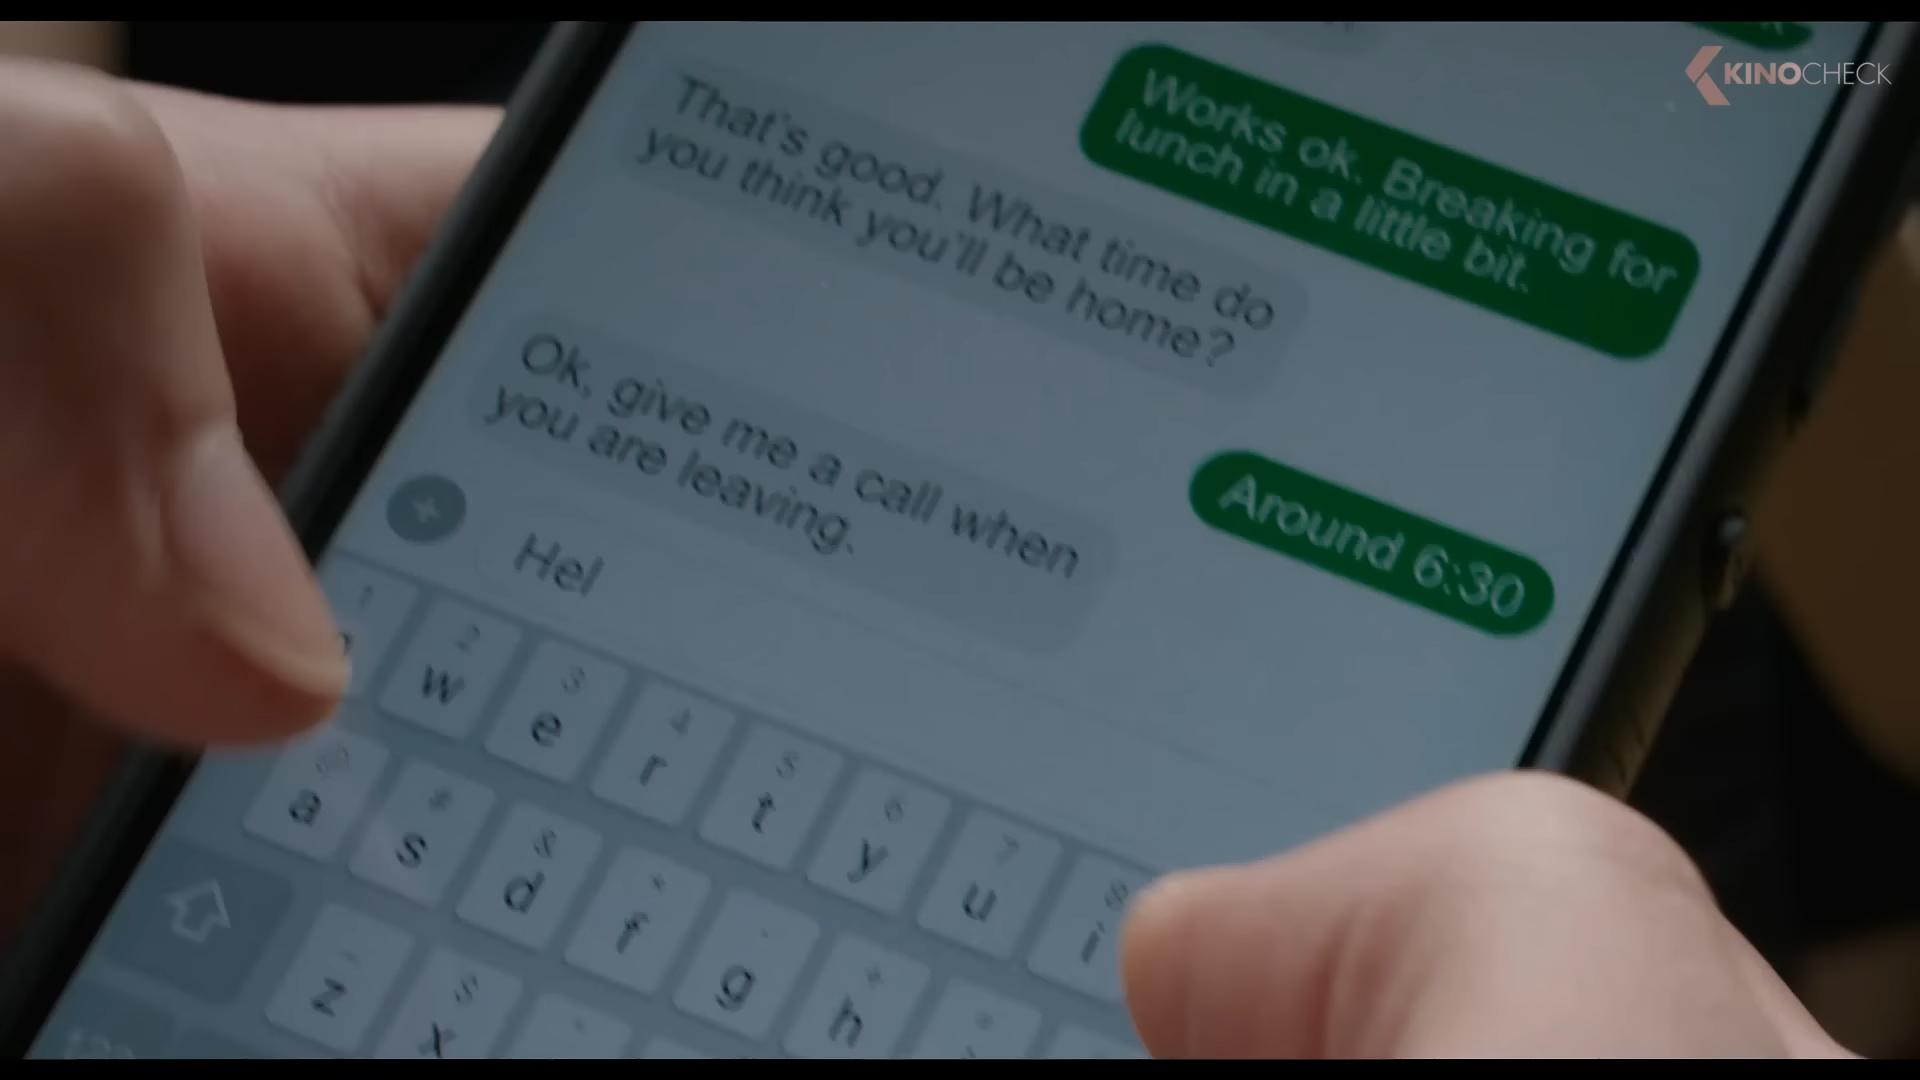 KINOCHECK
Works ok. Breaking for
lunch in a little bit.
That's good. What time do
you think you'll be home?
Around 6:30
Ok, give me a call when
you are leaving.
+
Hel
1 2 3 4 5 6 7 8
w e r t y u i
@ # & * - +
a s d f g h
$
z x
123